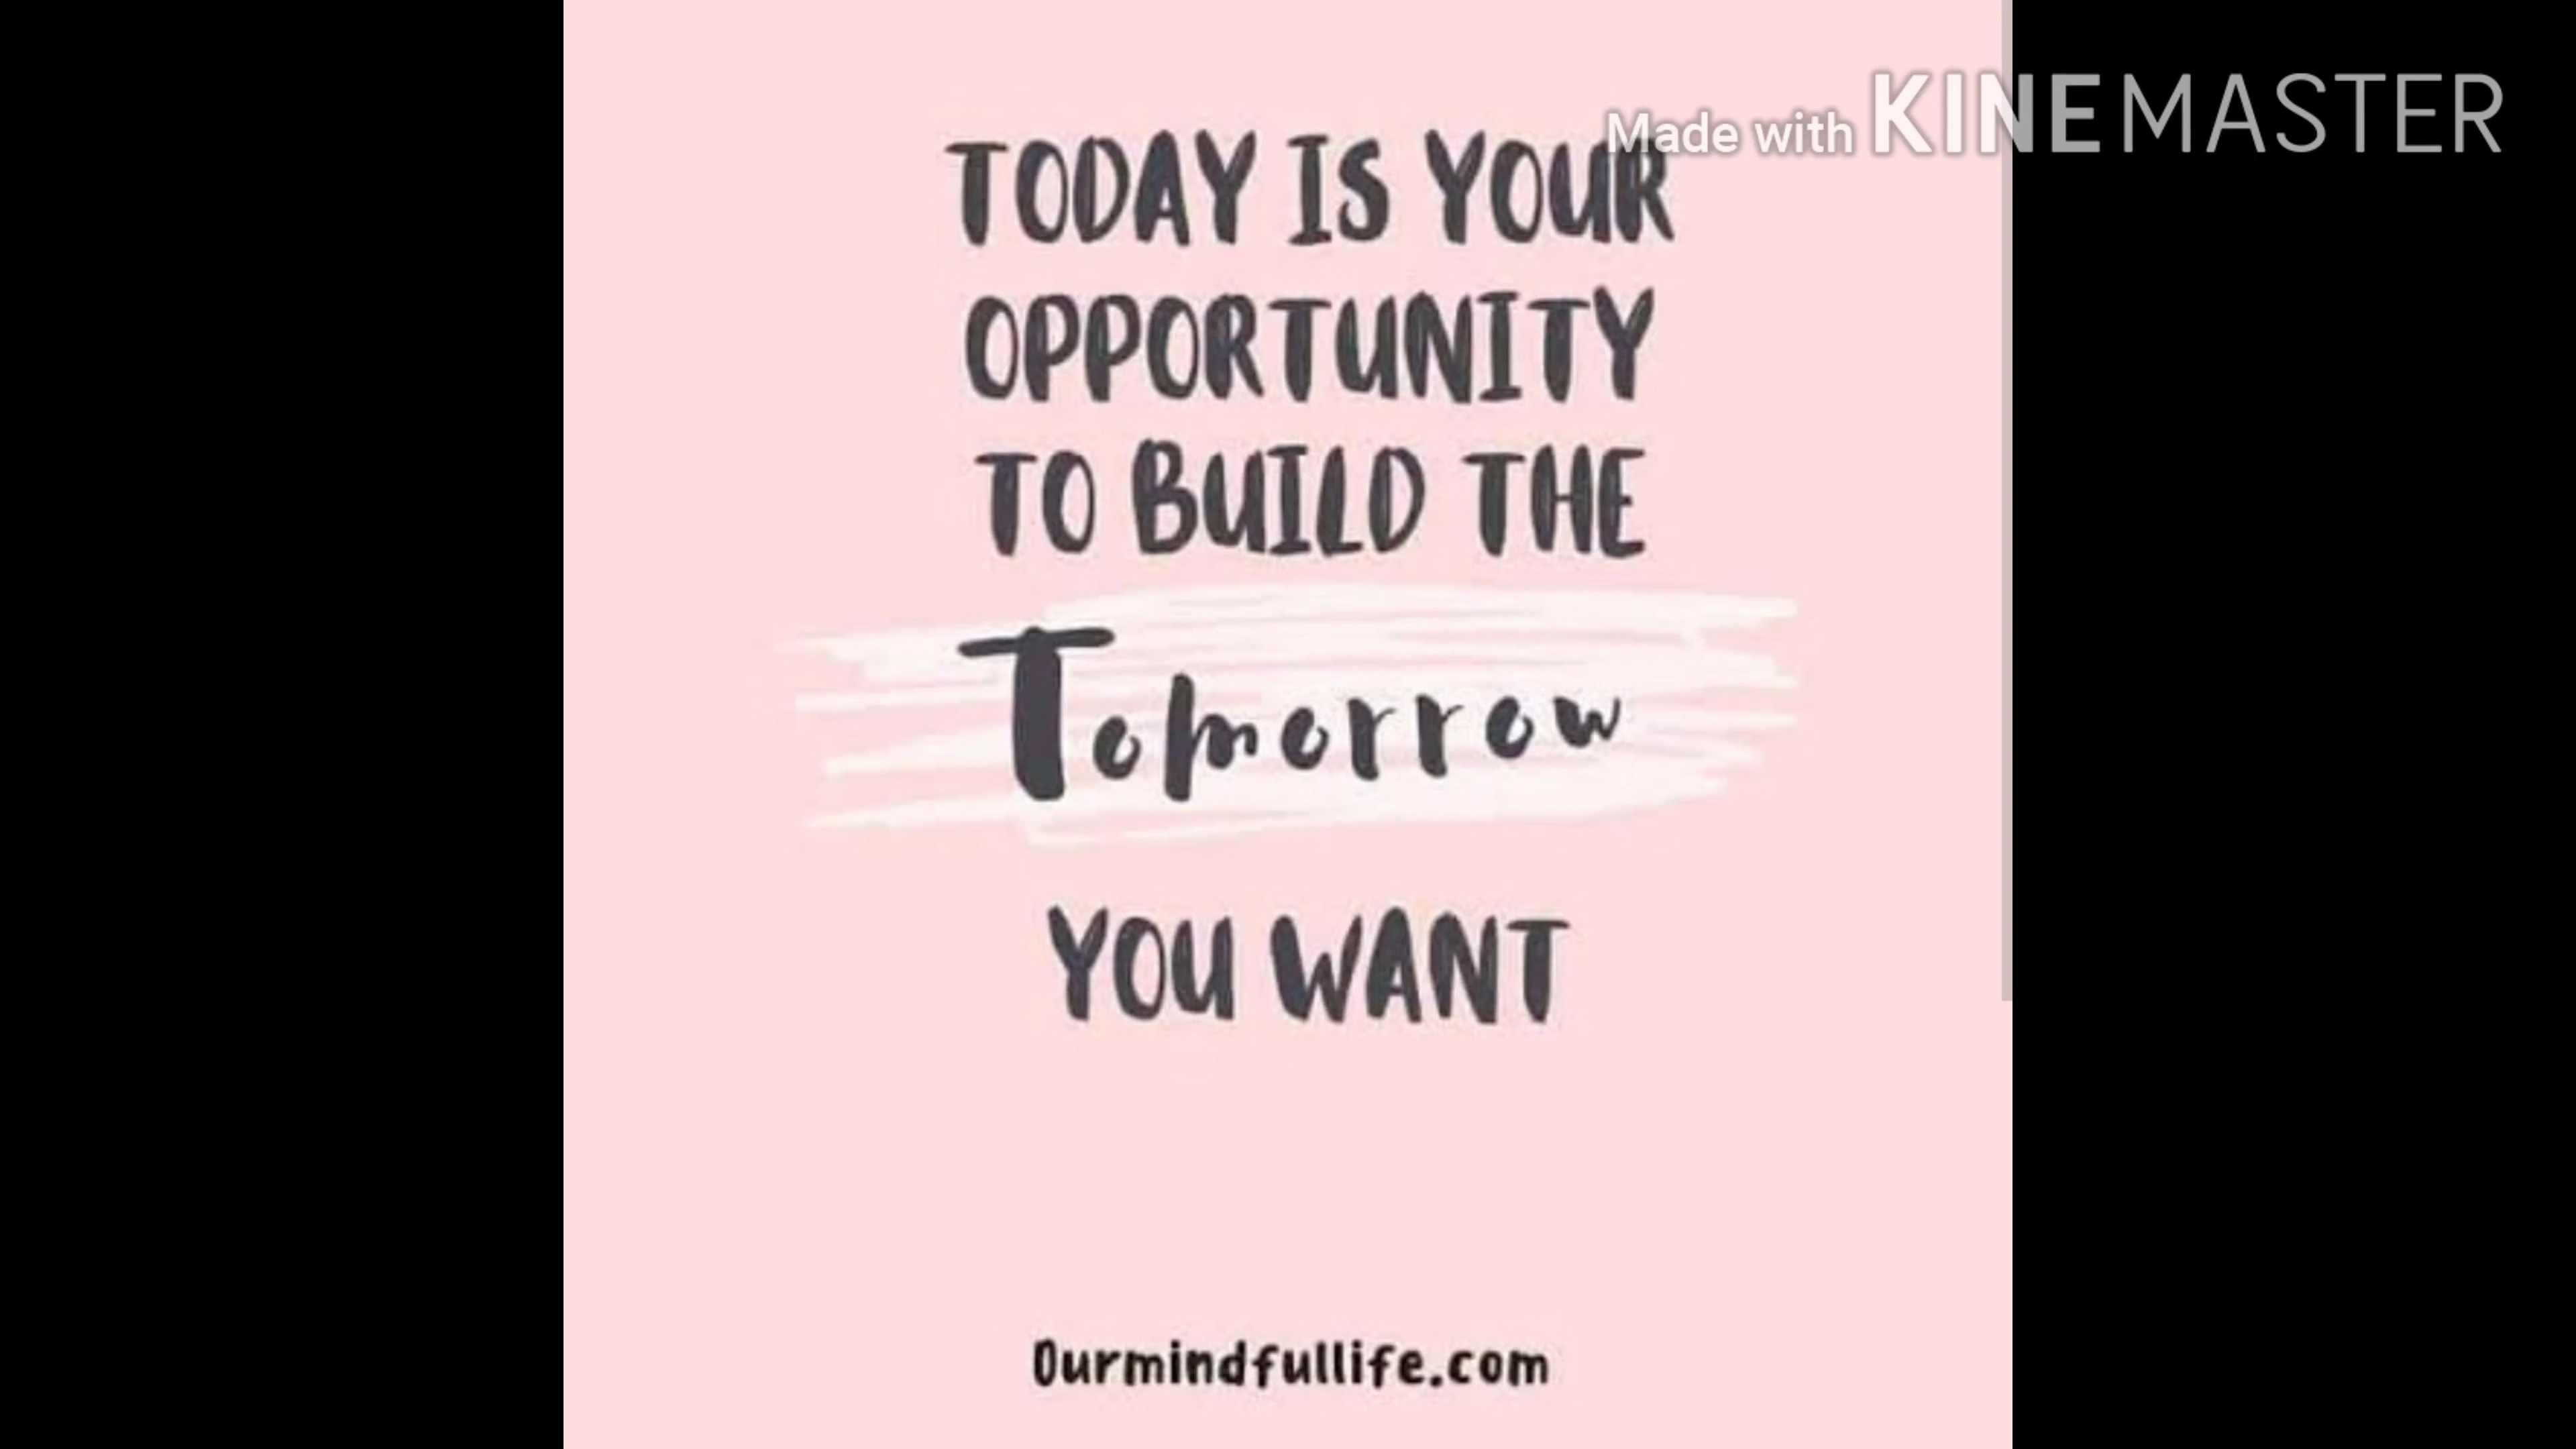 Made with KINEMASTER
TODAY IS YOUR
OPPORTUNITY
TO BUILD THE
Tomorrow
YOU WANT
Ourmindfullife.com